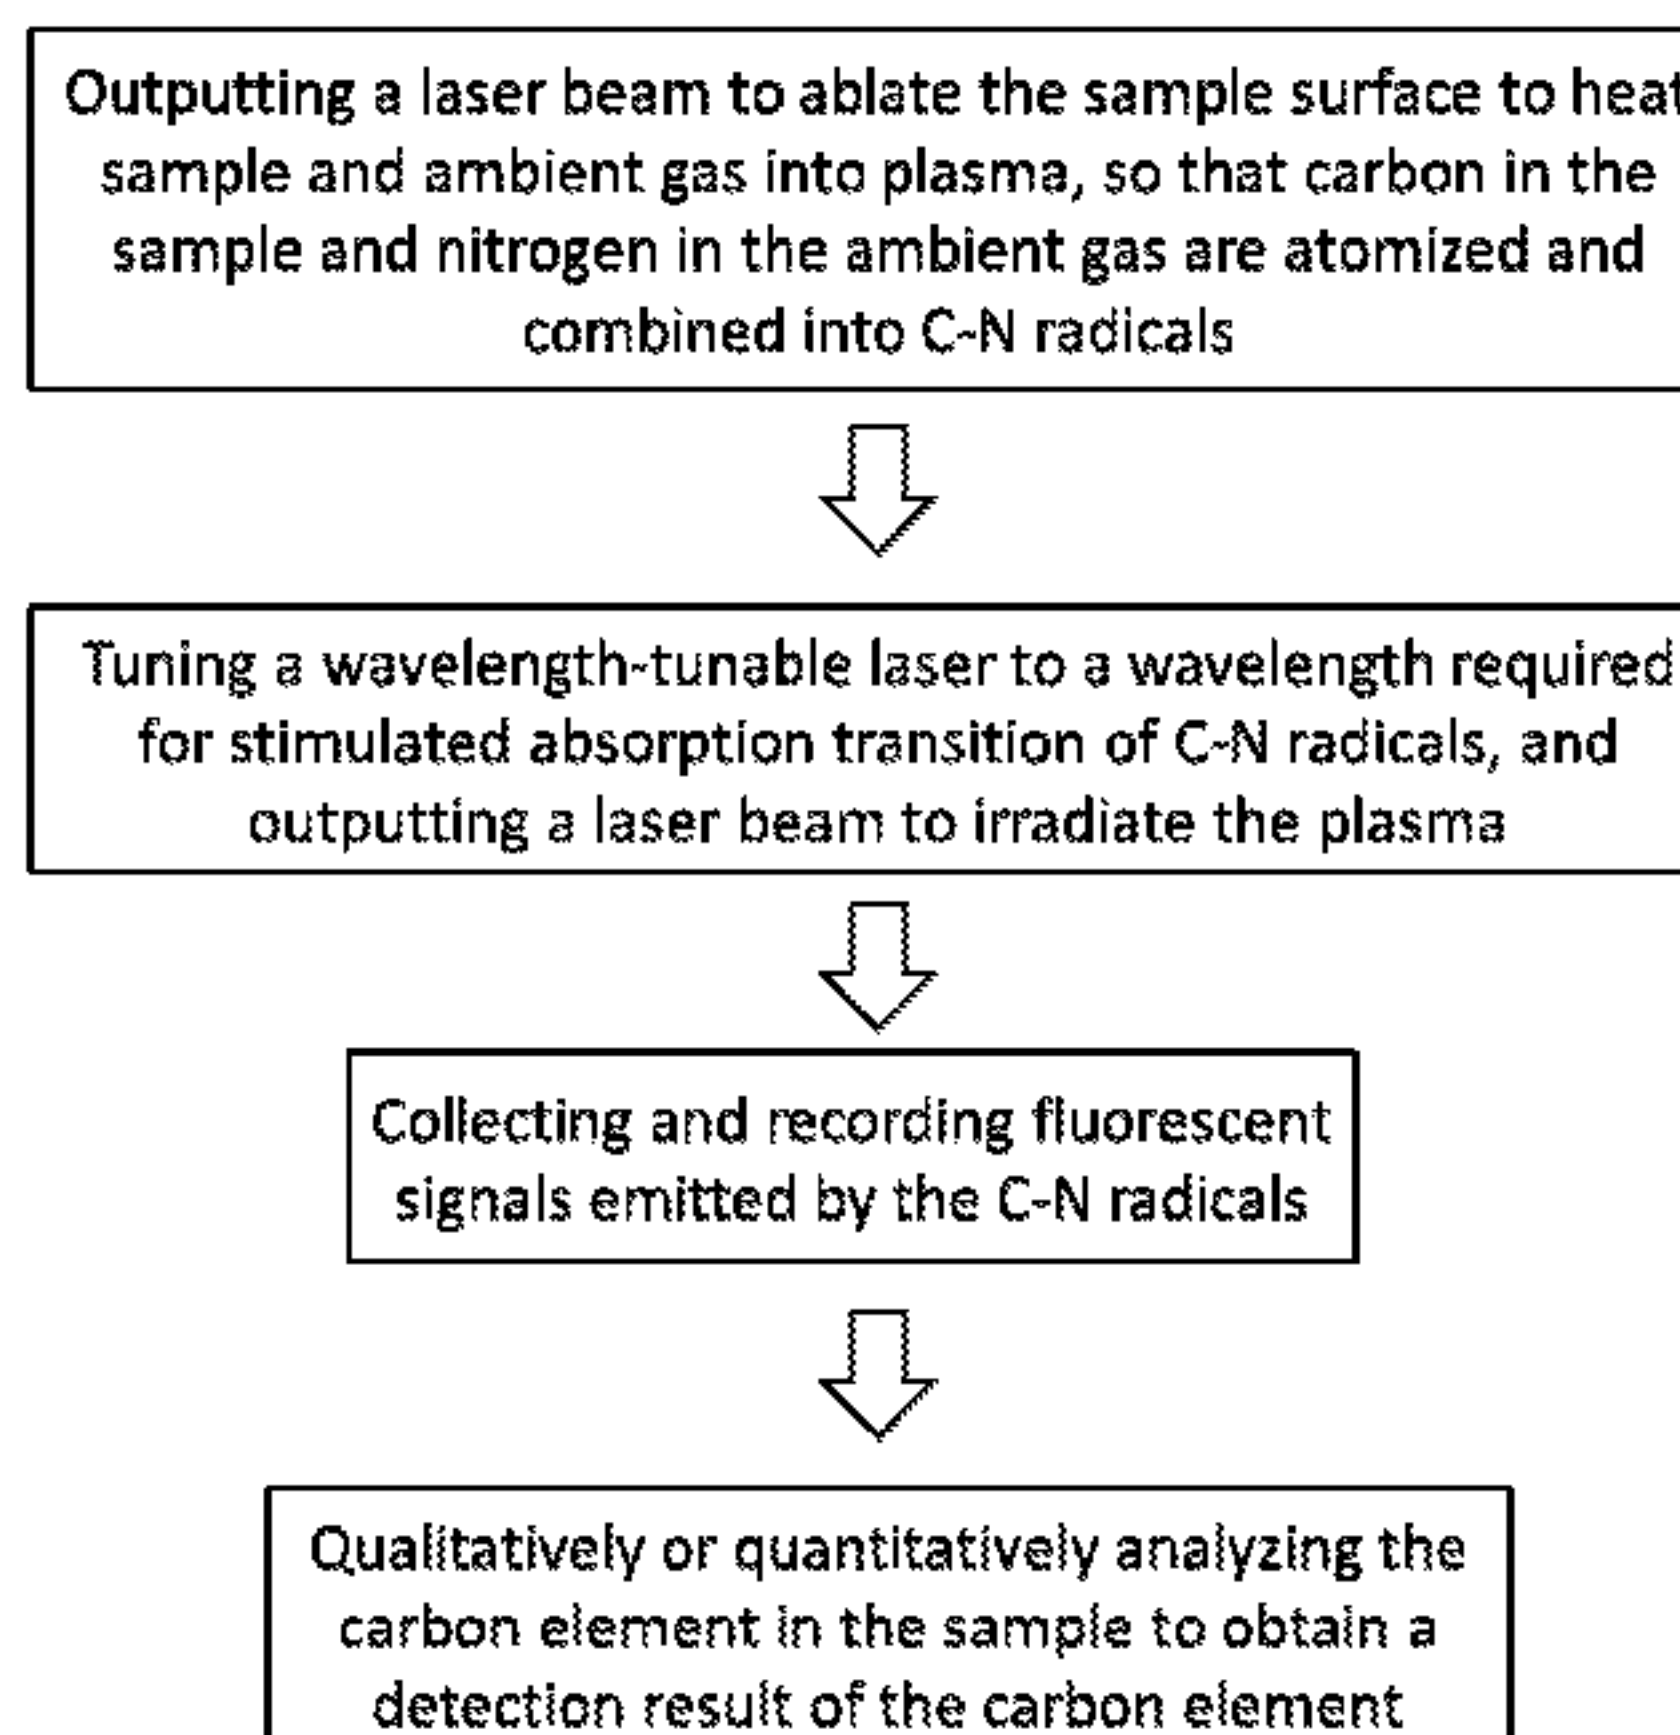 Outputting a laser beam to ablate the sample surface to heat
sample and ambient gas into plasma, so that carbon in the
sample and nitrogen in the ambient gas are atomized and
combined into C-N radicals
Tuning a wavelength-tunable laser to a wavelength required
for stimulated absorption transition of C-N radicals, and
outputting a laser beam to irradiate the plasma
Collecting and recording fluorescent
signals emitted by the C-N radicals
Qualitatively or quantitatively analyzing the
carbon element in the sample to obtain a
detection result of the carbon element